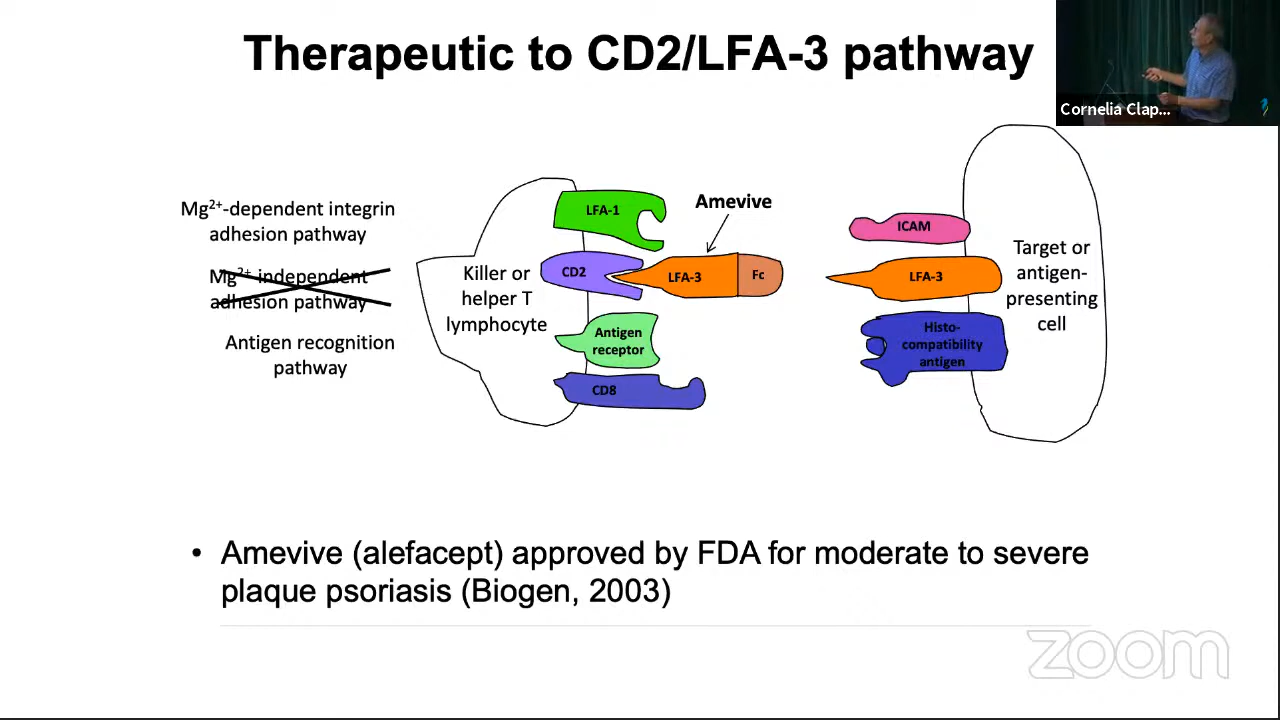 Therapeutic to CD2/LFA-3 pathway
Cornelia Clap...
Mg2+-dependent integrin
adhesion pathway
Mg2+-independent
adhesion pathway
Antigen recognition
pathway
Killer or
helper T
lymphocyte
LFA-1
CD2
Antigen
receptor
CD8
Amevive
LFA-3
Fc
ICAM
LFA-3
Histo-
compatibility
antigen
Target or
antigen-
presenting
cell
• Amevive (alefacept) approved by FDA for moderate to severe
plaque psoriasis (Biogen, 2003)
zoom